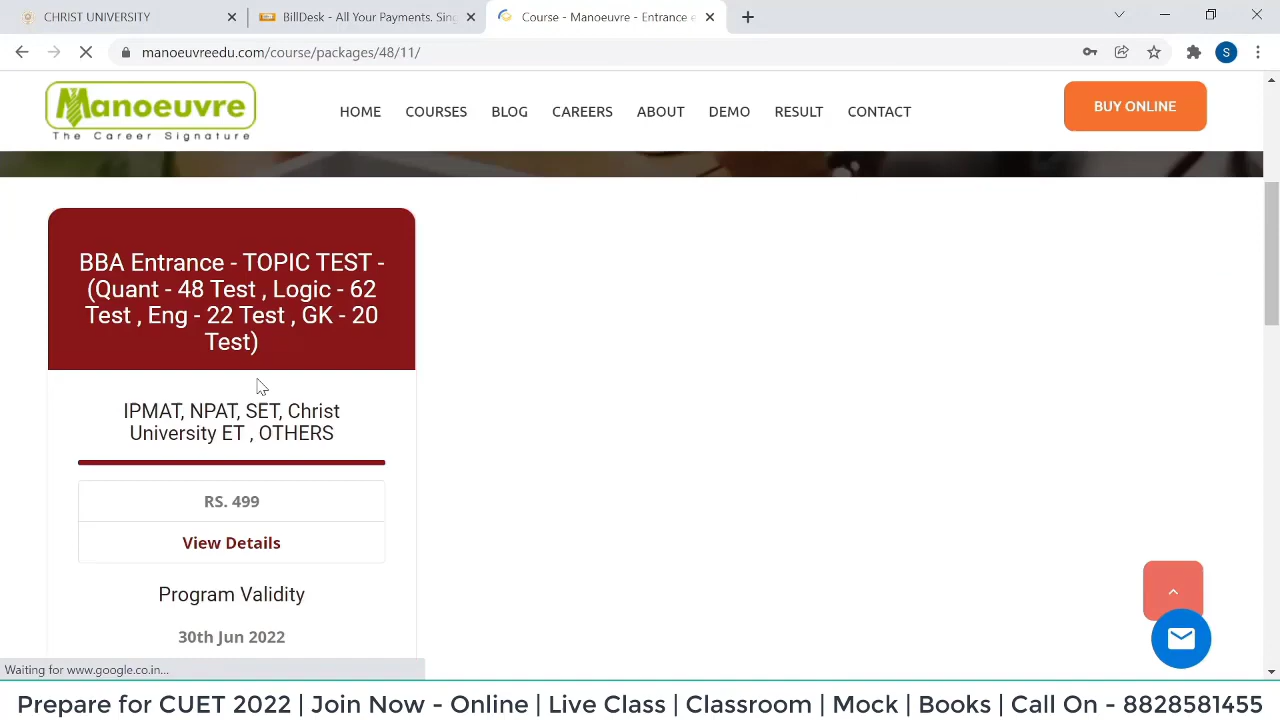 CHRIST UNIVERSITY
BillDesk - All Your Payments. Sing
Course - Manoeuvre - Entrance e
manoeuvreedu.com/course/packages/48/11/
S
Manoeuvre
The Career Signature
HOME COURSES BLOG CAREERS ABOUT DEMO RESULT CONTACT
BUY ONLINE
BBA Entrance - TOPIC TEST -
(Quant - 48 Test , Logic - 62
Test , Eng - 22 Test , GK - 20
Test)
IPMAT, NPAT, SET, Christ
University ET , OTHERS
RS. 499
View Details
Program Validity
30th Jun 2022
Waiting for www.google.co.in...
Prepare for CUET 2022 | Join Now - Online | Live Class | Classroom | Mock | Books | Call On - 8828581455